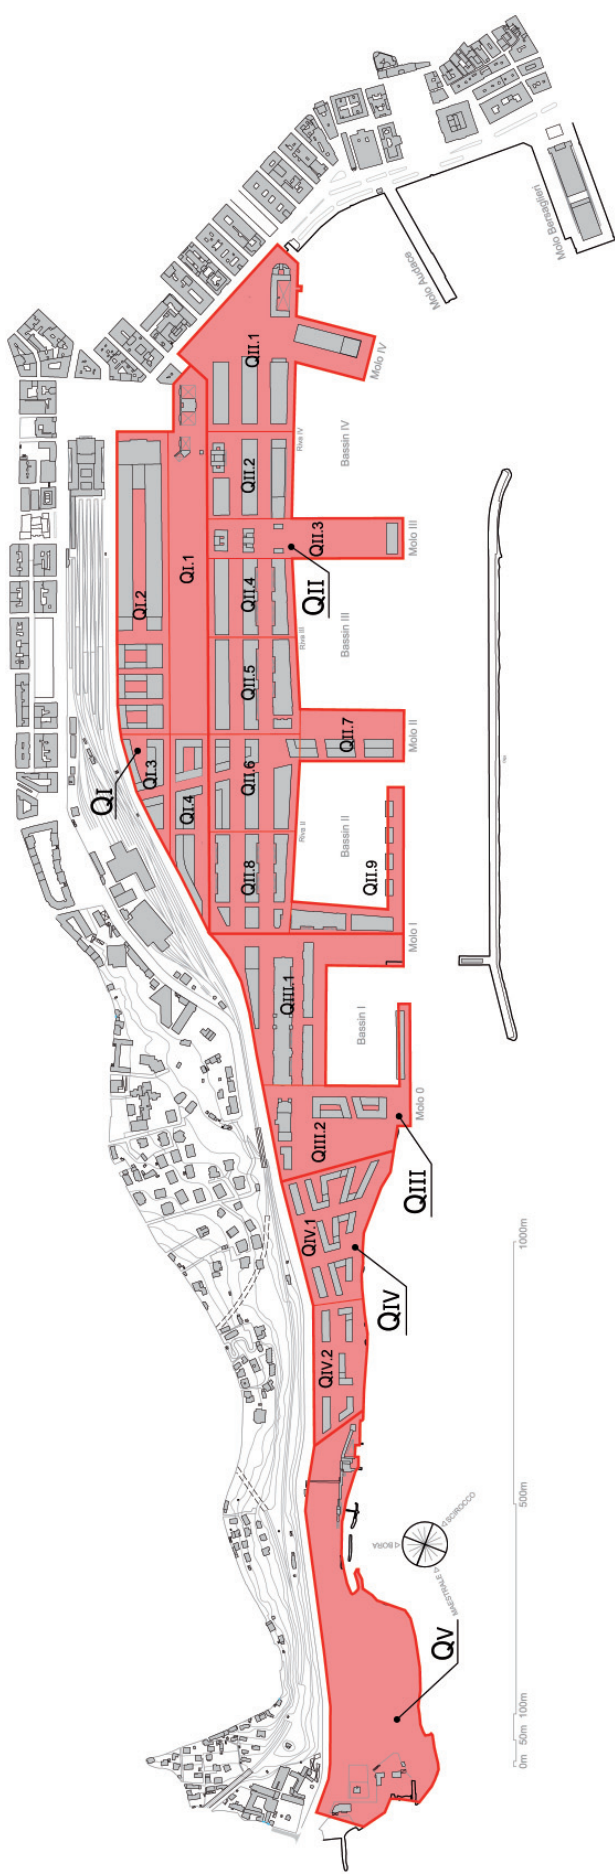 Molo Bersaglieri
Molo Audace
Molo IV
QII.1
Riva IV
Bassin IV
QII.2
QI.1
QI.2
QII.3
QII
Molo III
QII.4
Riva III
Bassin III
QII.5
QI
QI.3
QI.4
QII.6
QII.7
Molo II
Riva II
Bassin II
QII.8
QII.9
Molo I
QIII.1
Bassin I
Molo 0
QIII.2
QIII
QIV.1
QIV
QIV.2
BORA
SCIROCCO
MAESTRALE
QV
0m
50m
100m
500m
1000m